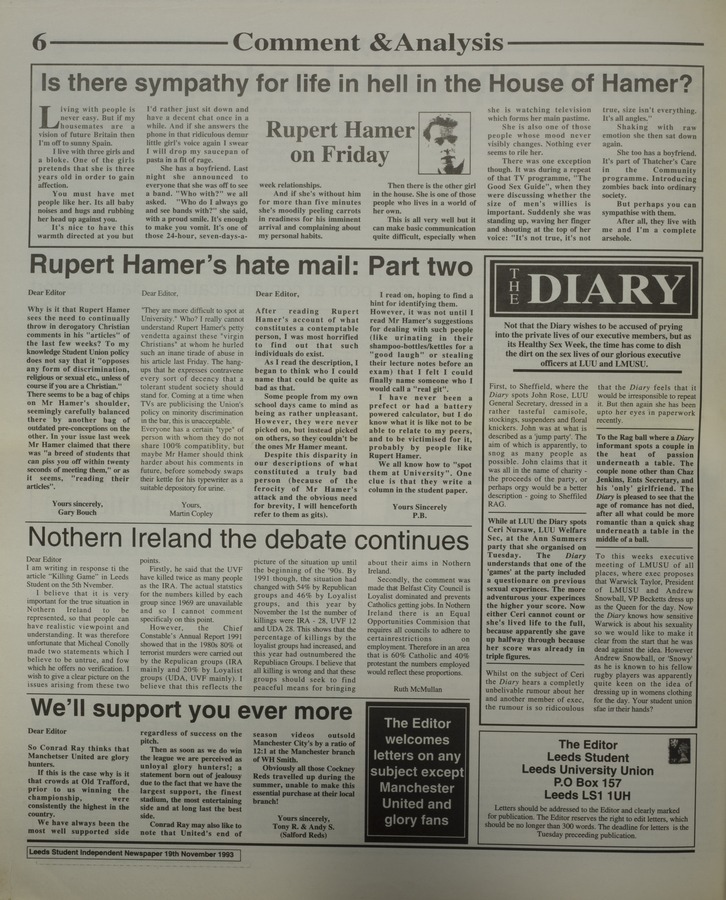 6
Comment &Analysis
Is there sympathy for life in hell in the House of Hamer?
Living with people is
never easy. But if my
housemates are a
vision of future Britain then
I'm off to sunny Spain.
I live with three girls and
a bloke. One of the girls
pretends that she is three
years old in order to gain
affection.
You must have met
people like her. Its all baby
noises and hugs and rubbing
her head up against you.
It's nice to have this
warmth directed at you but
I'd rather just sit down and
have a decent chat once in a
while. And if she answers the
phone in that ridiculous demur
little girl's voice again I swear
I will drop my saucepan of
pasta in a fit of rage.
She has a boyfriend. Last
night she announced to
everyone that she was off to see
a band. "Who with?" we all
asked. "Who do I always go
and see bands with?" she said,
with a proud smile. It's enough
to make you vomit. It's one of
those 24-hour, seven-days-a-
Rupert Hamer
on Friday
week relationships.
And if she's without him
for more than five minutes
she's moodily peeling carrots
in readiness for his imminent
arrival and complaining about
my personal habits.
Then there is the other girl
in the house. She is one of those
people who lives in a world of
her own.
This is all very well but it
can make basic communication
quite difficult, especially when
she is watching television
which forms her main pastime.
She is also one of those
people whose mood never
visibly changes. Nothing ever
seems to rile her.
There was one exception
though. It was during a repeat
of that TV programme, "The
Good Sex Guide", when they
were discussing whether the
size of men's willies is
important. Suddenly she was
standing up, waving her finger
and shouting at the top of her
voice: "It's not true, it's not
true, size isn't everything.
It's all angles."
Shaking with raw
emotion she then sat down
again.
She too has a boyfriend.
It's part of Thatcher's Care
in the Community
programme. Introducing
zombies back into ordinary
society.
But perhaps you can
sympathise with them.
After all, they live with
me and I'm a complete
arsehole.
Rupert Hamer's hate mail: Part two
Dear Editor
Why is it that Rupert Hamer
sees the need to continually
throw in derogatory Christian
comments in his "articles" of
the last few weeks? To my
knowledge Student Union policy
does not say that it "opposes
any form of discrimination,
religious or sexual etc., unless of
course if you are a Christian."
There seems to be a bag of chips
on Mr Hamer's shoulder,
seemingly carefully balanced
there by another bag of
outdated pre-conceptions on the
other. In your issue last week
Mr Hamer claimed that there
was "a breed of students that
can piss you off within twenty
seconds of meeting them," or as
it seems, "reading their
articles".
Yours sincerely,
Gary Bouch
Dear Editor,
"They are more difficult to spot at
University." Who? I really cannot
understand Rupert Hamer's petty
vendetta against these "virgin
Christians" at whom he hurled
such an inane tirade of abuse in
his article last Friday. The hang-
ups that he expresses contravene
every sort of decency that a
tolerant student society should
stand for. Coming at a time when
TVs are publicising the Union's
policy on minority discrimination
in the bar, this is unacceptable.
Everyone has a certain "type" of
person with whom they do not
share 100% compatiblity, but
maybe Mr Hamer should think
harder about his comments in
future, before somebody swaps
their kettle for his typewriter as a
suitable depository for urine.
Yours,
Martin Copley
Dear Editor,
After reading Rupert
Hamer's account of what
constitutes a contemptable
person, I was most horrified
to find out that such
individuals do exist.
As I read the description, I
began to think who I could
name that could be quite as
bad as that.
Some people from my own
school days came to mind as
being as rather unpleasant.
However, they were never
picked on, but instead picked
on others, so they couldn't be
the ones Mr Hamer meant.
Despite this disparity in
our descriptions of what
constituted a truly bad
person (because of the
ferocity of Mr Hamer's
attack and the obvious need
for brevity, I will henceforth
refer to them as gits).
I read on, hoping to find a
hint for identifying them.
However, it was not until I
read Mr Hamer's suggestions
for dealing with such people
(like urinating in their
shampoo-bottles/kettles for a
"good laugh" or stealing
their lecture notes before an
exam) that I felt I could
finally name someone who I
would call a "real git".
I have never been a
prefect or had a battery
powered calculator, but I do
know what it is like not to be
able to relate to my peers,
and to be victimised for it,
probably by people like
Rupert Hamer.
We all know how to "spot
them at University". One
clue is that they write a
column in the student paper.
Yours Sincerely
P.B.
THE DIARY
Not that the Diary wishes to be accused of prying
into the private lives of our executive members, but as
its Healthy Sex Week, the time has come to dish
the dirt on the sex lives of our glorious executive
officers at LUU and LMUSU.
First, to Sheffield, where the
Diary spots John Rose, LUU
General Secretary, dressed in a
rather tasteful camisole,
stockings, suspenders and floral
knickers. John was at what is
described as a 'jump party'. The
aim of which is apparently, to
snog as many people as
possible. John claims that it
was all in the name of charity -
the proceeds of the party, or
perhaps orgy would be a better
description - going to Sheffiled
RAG.
While at LUU the Diary spots
Ceri Nursaw, LUU Welfare
Sec, at the Ann Summers
party that she organised on
Tuesday. The Diary
understands that one of the
'games' at the party included
a questionare on previous
sexual experinces. The more
adventurous your experinces
the higher your score. Now
either Ceri cannot count or
she's lived life to the full,
because apparently she gave
up halfway through because
her score was already in
triple figures.
Whilst on the subject of Ceri
the Diary hears a completly
unbelivable rumour about her
and another member of exec,
the rumour is so ridiculous
that the Diary feels that it
would be irresponsible to repeat
it. But then again she has been
upto her eyes in paperwork
recently.
To the Rag ball where a Diary
informant spots a couple in
the heat of passion
underneath a table. The
couple none other than Chaz
Jenkins, Ents Secretary, and
his 'only' girlfriend. The
Diary is pleased to see that the
age of romance has not died,
after all what could be more
romantic than a quick shag
underneath a table in the
middle of a ball.
To this weeks executive
meeting of LMUSU of all
places, where exec proposes
that Warwick Taylor, President
of LMUSU and Andrew
Snowball, VP Becketts dress up
as the Queen for the day. Now
the Diary knows how sensitive
Warwick is about his sexuality
so we would like to make it
clear from the start that he was
dead against the idea. However
Andrew Snowball, or 'Snowy'
as he is known to his fellow
rugby players was apparently
quite keen on the idea of
dressing up in womens clothing
for the day. Your student union
sfae in their hands?
Nothern Ireland the debate continues
Dear Editor
I am writing in response ti the
article "Killing Game" in Leeds
Student on the 5th Nvember.
I believe that it is very
important for the true situation in
Nothern Ireland to be
represented, so that people can
have realistic viewpoint and
understanding. It was therefore
unfortunate that Micheal Conolly
made two statements which I
believe to be untrue, and few
which he offers no verification. I
wish to give a clear picture on the
issues arising from these two
points.
Firstly, he said that the UVF
have killed twice as many people
as the IRA. The actual statistics
for the numbers killed by each
group since 1969 are unavailable
and so I cannot comment
specifically on this point.
However, the Chief
Constable's Annual Report 1991
showed that in the 1980s 80% ot
terrorist murders were carried out
by the Republican groups (IRA
mainly and 20% by Loyalist
groups (UDA, UVF mainly). I
believe that this reflects the
picture of the situation up until
the beginning of the '90s. By
1991 though, the situation had
changed with 54% by Republican
groups and 46% by Loyalist
groups, and this year by
November the 1st the number of
killings were IRA - 28, UVF 12
and UDA 28. This shows that the
percentage of killings by the
loyalist groups had increased, and
this year had outnumbered the
Republican Groups. I believe that
all killing is wrong and that these
groups should seek to find
peaceful means for bringing
about their aims in Nothern
Ireland.
Secondly, the comment was
made that Belfast City Council is
Loyalist dominated and prevents
Catholics getting jobs. In Nothern
Ireland there is an Equal
Opportunities Commision that
requires all councils to adhere to
certainrestrections on
employment. Therefore in an area
that is 60% Catholic and 40%
protestant the numbers employed
would reflect these proportions.
Ruth McMullan
We'll support you ever more
Dear Editor
So Conrad Ray thinks that
Manchetser United are glory
hunters.
If this is the case why is it
that crowds at Old Trafford,
prior to us winning the
championship, were
consistently the highest in the
country.
We have always been the
most well supported side
regardless of success on the
pitch.
Then as soon as we do win
the league we are perceived as
unloyal glory hunters!; a
statement born out of jealousy
due to the fact that we have the
largest support, the finest
stadium, the most entertaining
side and at long last the best
side.
Conrad Ray may also like to
note that United's end of
season videos outsold
Manchester City's by a ratio of
12:1 at the Manchester branch
of WH Smith.
Obviously all those Cockney
Reds travelled up during the
summer, unable to make this
essential purchase at their local
branch!
Yours sincerely,
Tony R. & Andy S.
(Salford Reds)
The Editor
welcomes
letters on any
subject except
Manchester
United and
glory fans
The Editor
Leeds Student
Leeds University Union
P.O Box 157
Leeds LS1 1UH
Letters should be addressed to the Editor and clearly marked
for publication. The Editor reserves the right to edit letters, which
should be no longer than 300 words. The deadline for letters is the
Tuesday preceeding publication.
Leeds Student Independent Newspaper 19th November 1993